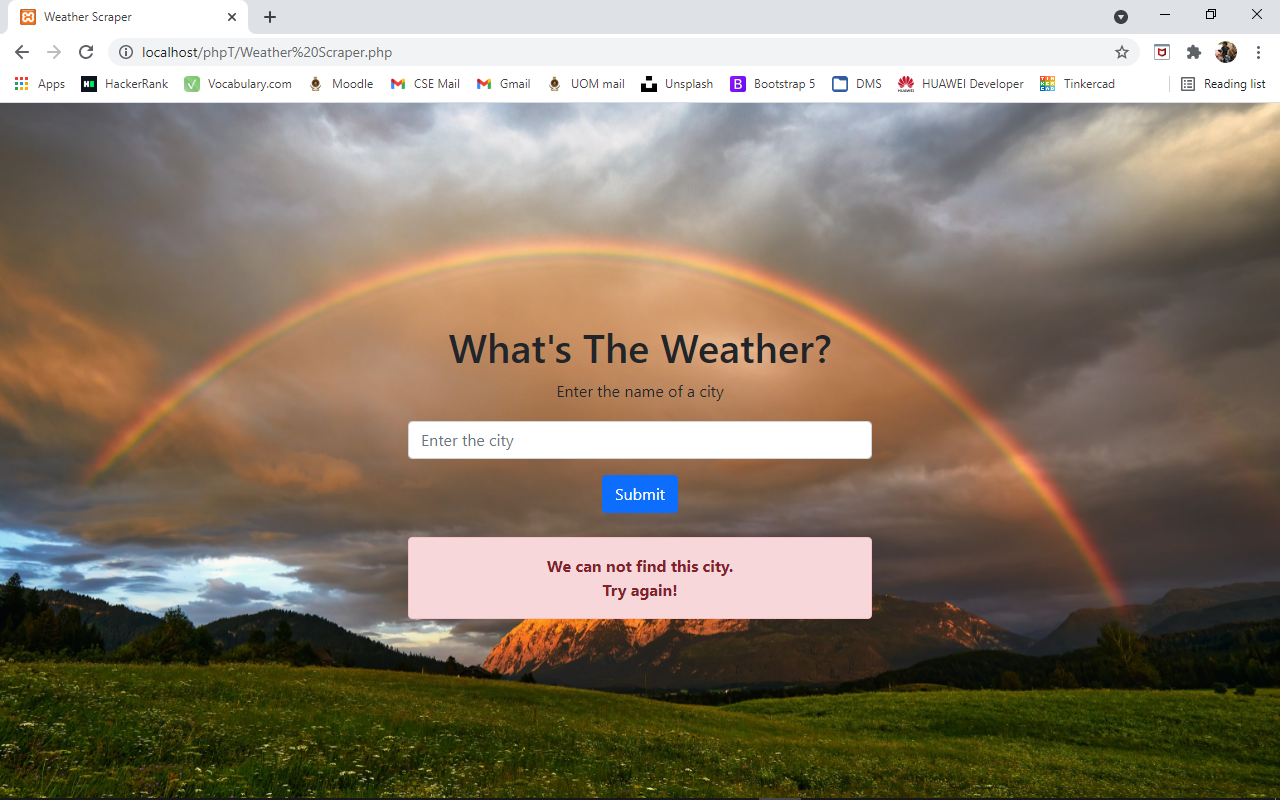 Weather Scraper
localhost/phpT/Weather%20Scraper.php
Apps HackerRank Vocabulary.com Moodle CSE Mail Gmail UOM mail Unsplash Bootstrap 5 DMS HUAWEI Developer Tinkercad Reading list
What's The Weather?
Enter the name of a city
Enter the city
Submit
We can not find this city.
Try again!